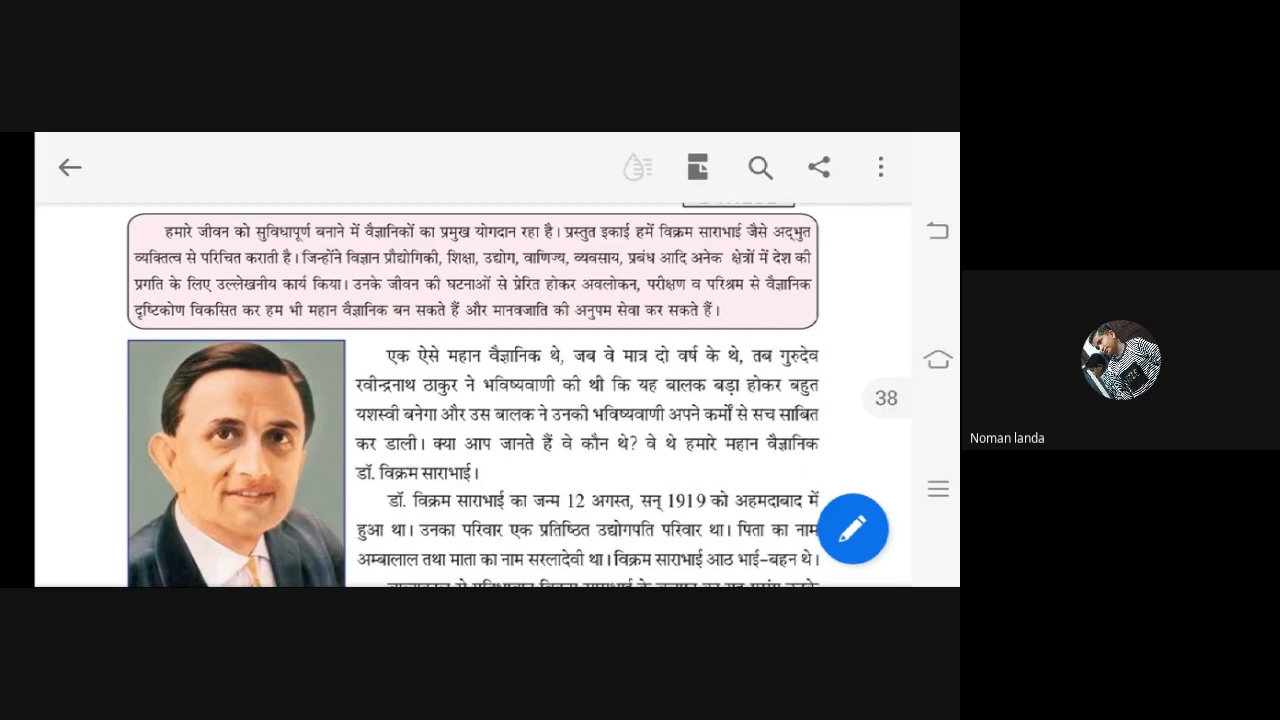 हमारे जीवन को सुविधापूर्ण बनाने में वैज्ञानिकों का प्रमुख योगदान रहा है। प्रस्तुत इकाई हमें विक्रम साराभाई जैसे अद्‌भुत
व्यक्तित्व से परिचित कराती है। जिन्होंने विज्ञान प्रौद्योगिकी, शिक्षा, उद्योग, वाणिज्य, व्यवसाय, प्रबंध आदि अनेक क्षेत्रों में देश की
प्रगति के लिए उल्लेखनीय कार्य किया। उनके जीवन की घटनाओं से प्रेरित होकर अवलोकन, परीक्षण व परिश्रम से वैज्ञानिक
दृष्टिकोण विकसित कर हम भी महान वैज्ञानिक बन सकते हैं और मानवजाति की अनुपम सेवा कर सकते हैं।
एक ऐसे महान वैज्ञानिक थे, जब वे मात्र दो वर्ष के थे, तब गुरुदेव
रवीन्द्रनाथ ठाकुर ने भविष्यवाणी की थी कि यह बालक बड़ा होकर बहुत
यशस्वी बनेगा और उस बालक ने उनकी भविष्यवाणी अपने कर्मों से सच साबित
कर डाली। क्या आप जानते हैं वे कौन थे? वे थे हमारे महान वैज्ञानिक
डॉ. विक्रम साराभाई।
डॉ. विक्रम साराभाई का जन्म 12 अगस्त, सन् 1919 को अहमदाबाद में
हुआ था। उनका परिवार एक प्रतिष्ठित उद्योगपति परिवार था। पिता का नाम
अम्बालाल तथा माता का नाम सरलादेवी था। विक्रम साराभाई आठ भाई-बहन थे।
38
Noman landa